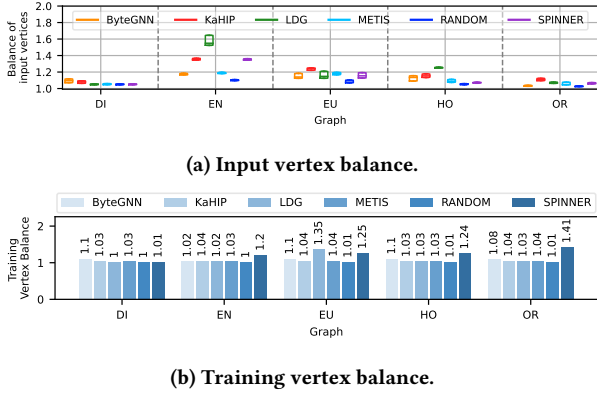 ByteGNN KaHIP LDG METIS RANDOM SPINNER
Balance of
input vertices
2.0
1.8
1.6
1.4
1.2
1.0
DI EN EU HO OR
Graph
(a) Input vertex balance.
ByteGNN KaHIP LDG METIS RANDOM SPINNER
Training
Vertex Balance
2
1
0
1.1 1.03 1 1.03 1 1.01 1.02 1.04 1.02 1.03 1 1.2 1.1 1.04 1.35 1.04 1.01 1.25 1.1 1.03 1.03 1.03 1.01 1.24 1.08 1.04 1.03 1.04 1.01 1.41
DI EN EU HO OR
Graph
(b) Training vertex balance.